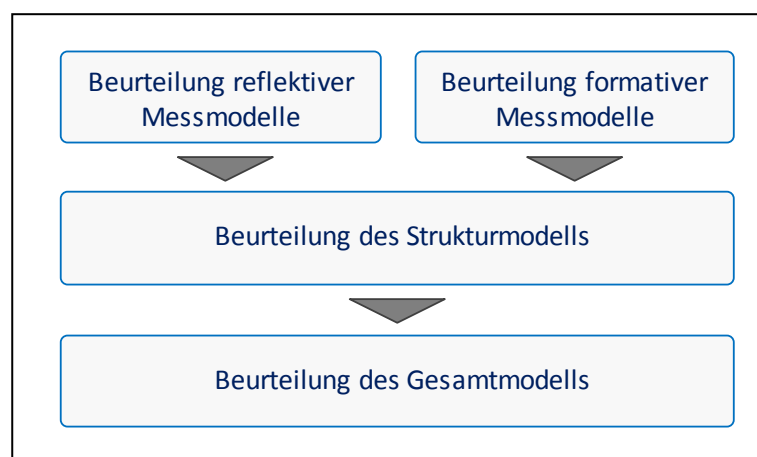 Beurteilung reflektiver
Messmodelle
Beurteilung formativer
Messmodelle
Beurteilung des Strukturmodells
Beurteilung des Gesamtmodells